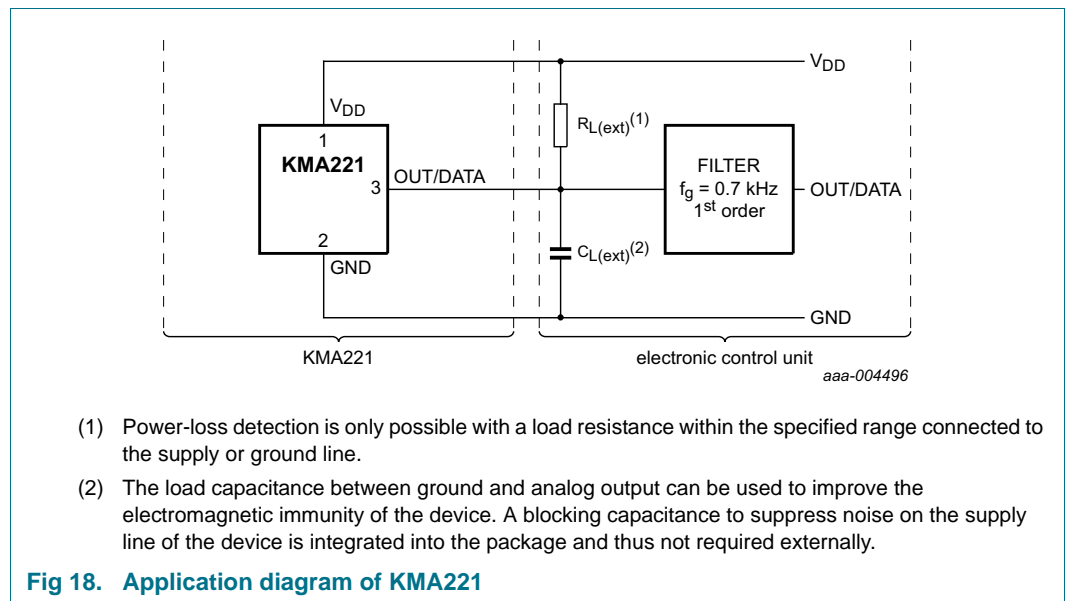 VDD
VDD
RL(ext)(1)
1
KMA221
3
OUT/DATA
FILTER
fg = 0.7 kHz
1st order
OUT/DATA
2
GND
CL(ext)(2)
GND
KMA221
electronic control unit
aaa-004496
(1) Power-loss detection is only possible with a load resistance within the specified range connected to
the supply or ground line.
(2) The load capacitance between ground and analog output can be used to improve the
electromagnetic immunity of the device. A blocking capacitance to suppress noise on the supply
line of the device is integrated into the package and thus not required externally.
Fig 18. Application diagram of KMA221